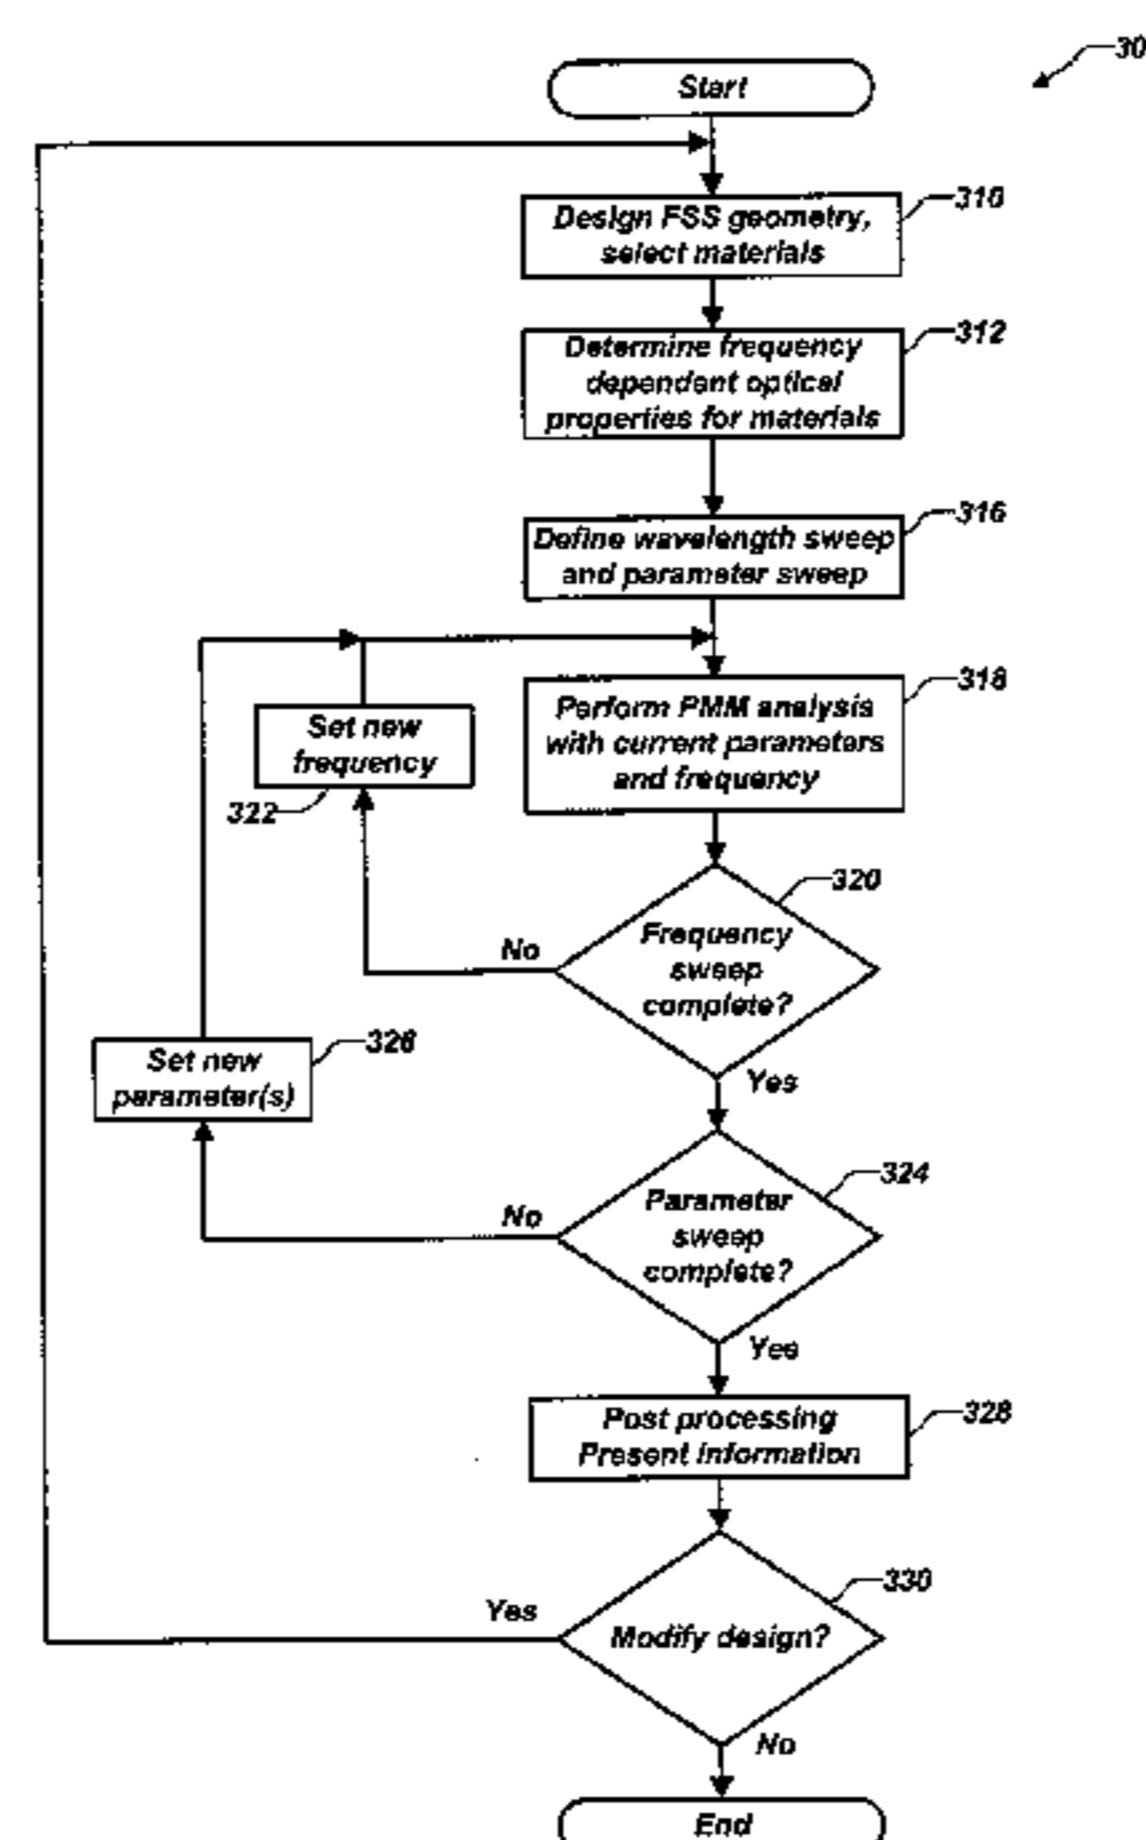 30
Start
310
Design FSS geometry,
select materials
312
Determine frequency
dependent optical
properties for materials
316
Define wavelength sweep
and parameter sweep
318
Perform PMM analysis
with current parameters
and frequency
Set new
frequency
322
320
Frequency
sweep
complete?
No
Yes
326
Set new
parameter(s)
324
Parameter
sweep
complete?
No
Yes
328
Post processing
Present information
330
Modify design?
Yes
No
End